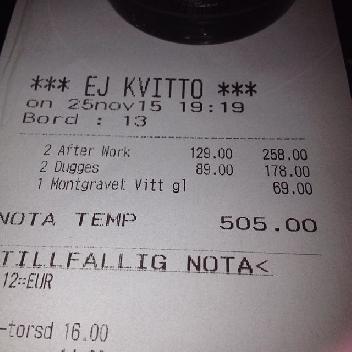 *** EJ KVITTO ***
on 25nov15 19:19
Bord : 13
2 After Work 129.00 258.00
2 Dugges 89.00 178.00
1 Montgravet Vitt gl 69.00
NOTA TEMP 505.00
TILLFALLIG NOTA<
12=EUR
-torsd 16.00